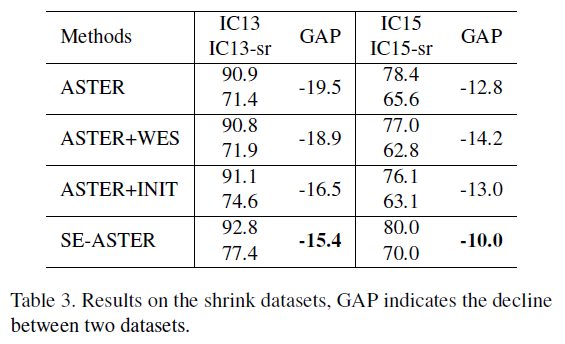 Methods IC13 IC13-sr GAP IC15 IC15-sr GAP
ASTER 90.9 71.4 -19.5 78.4 65.6 -12.8
ASTER+WES 90.8 71.9 -18.9 77.0 62.8 -14.2
ASTER+INIT 91.1 74.6 -16.5 76.1 63.1 -13.0
SE-ASTER 92.8 77.4 -15.4 80.0 70.0 -10.0
Table 3. Results on the shrink datasets, GAP indicates the decline
between two datasets.